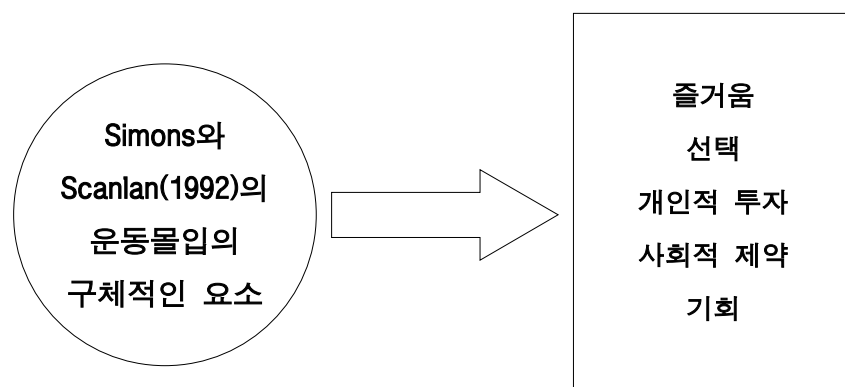 Simons와
Scanlan(1992)의
운동몰입의
구체적인 요소
즐거움
선택
개인적 투자
사회적 제약
기회